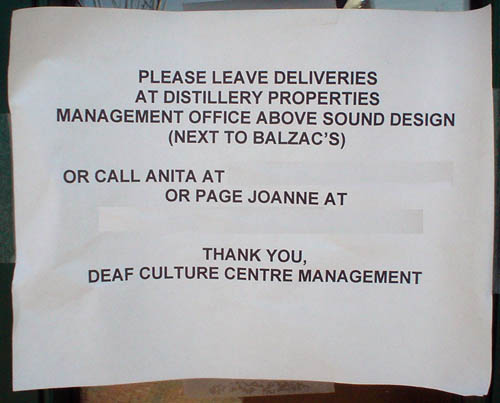 PLEASE LEAVE DELIVERIES
AT DISTILLERY PROPERTIES
MANAGEMENT OFFICE ABOVE SOUND DESIGN
(NEXT TO BALZAC'S)
OR CALL ANITA AT
OR PAGE JOANNE AT
THANK YOU,
DEAF CULTURE CENTRE MANAGEMENT